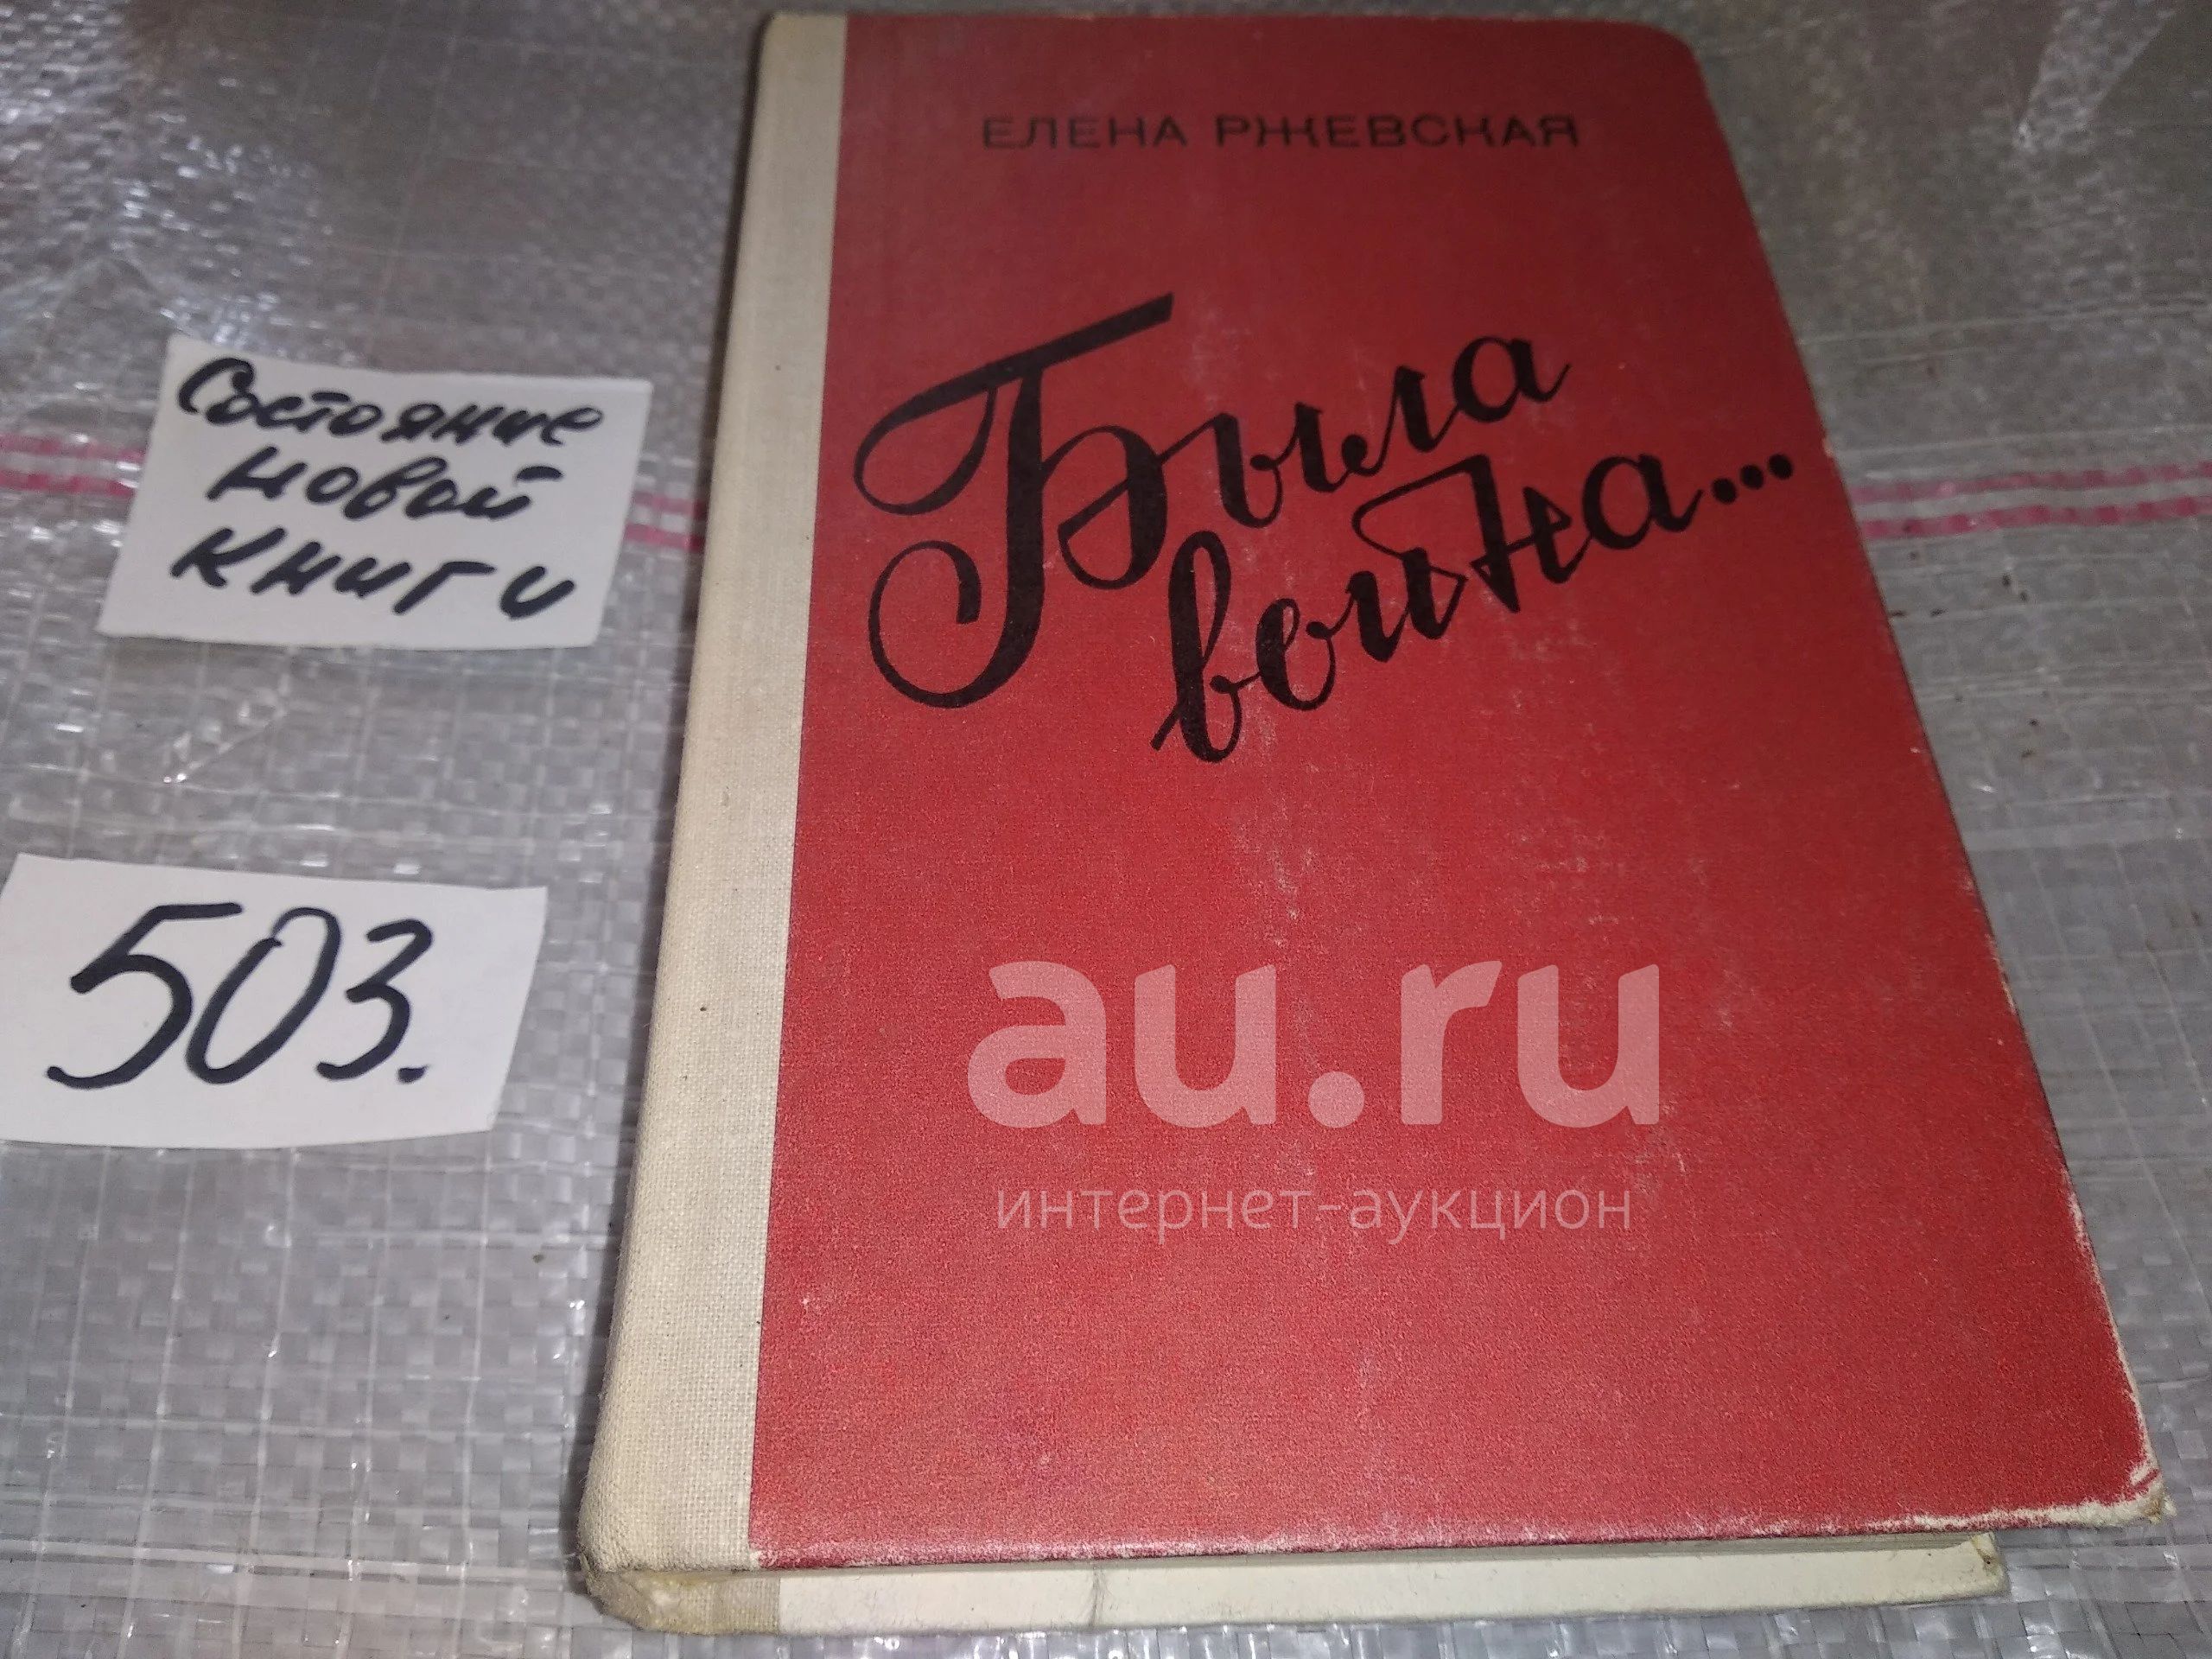 ЕЛЕНА РЖЕВСКАЯ
Была
война...
Состояние
новой
книги
503.
au.ru
интернет-аукцион